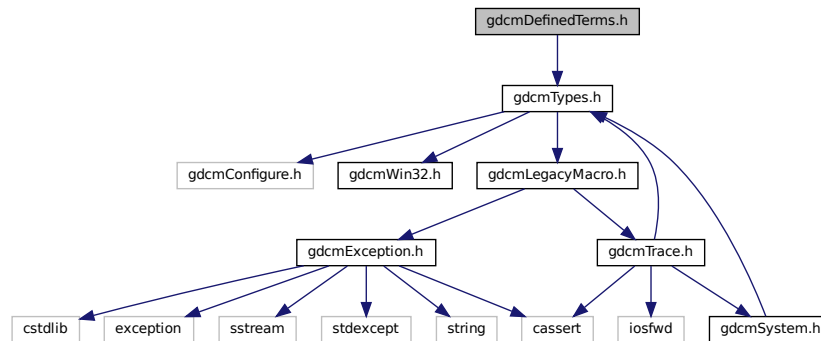 gdcmDefinedTerms.h
gdcmTypes.h
gdcmConfigure.h
gdcmWin32.h
gdcmLegacyMacro.h
gdcmException.h
gdcmTrace.h
cstdlib
exception
sstream
stdexcept
string
cassert
iosfwd
gdcmSystem.h